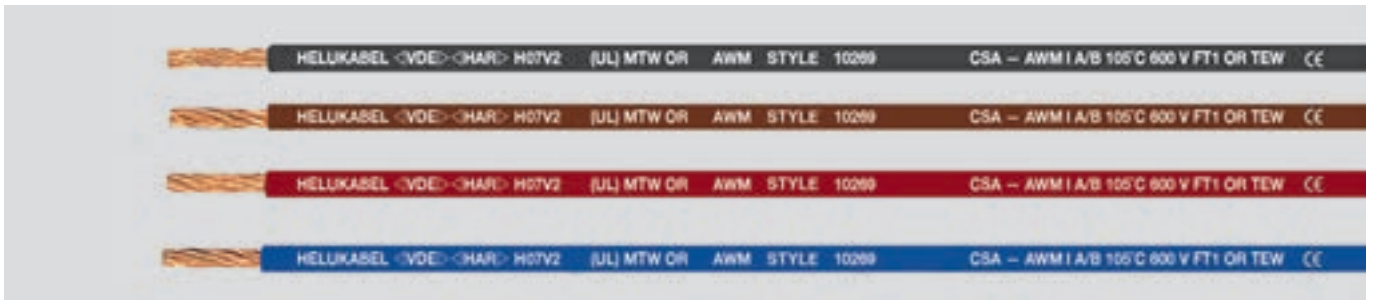 HELUKABEL <VDE> <HAR> H07V2 (UL) MTW OR AWM STYLE 10269 CSA – AWM I A/B 105°C 600 V FT1 OR TEW CE
HELUKABEL <VDE> <HAR> H07V2 (UL) MTW OR AWM STYLE 10269 CSA – AWM I A/B 105°C 600 V FT1 OR TEW CE
HELUKABEL <VDE> <HAR> H07V2 (UL) MTW OR AWM STYLE 10269 CSA – AWM I A/B 105°C 600 V FT1 OR TEW CE
HELUKABEL <VDE> <HAR> H07V2 (UL) MTW OR AWM STYLE 10269 CSA – AWM I A/B 105°C 600 V FT1 OR TEW CE